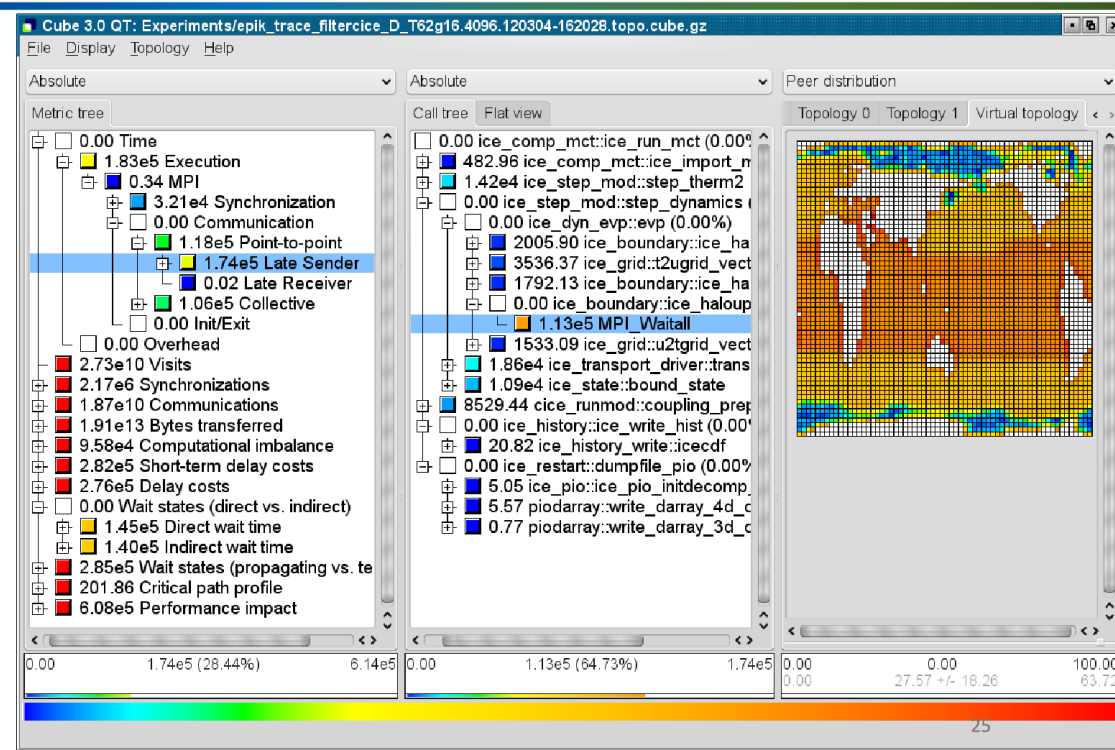 Cube 3.0 QT: Experiments/epik_trace_filtercice_D_T62g16.4096.120304-162028.topo.cube.gz
File Display Topology Help
Absolute
Metric tree
0.00 Time
1.83e5 Execution
0.34 MPI
3.21e4 Synchronization
0.00 Communication
1.18e5 Point-to-point
1.74e5 Late Sender
0.02 Late Receiver
1.06e5 Collective
0.00 Init/Exit
0.00 Overhead
2.73e10 Visits
2.17e6 Synchronizations
1.87e10 Communications
1.91e13 Bytes transferred
9.58e4 Computational imbalance
2.82e5 Short-term delay costs
2.76e5 Delay costs
0.00 Wait states (direct vs. indirect)
1.45e5 Direct wait time
1.40e5 Indirect wait time
2.85e5 Wait states (propagating vs. te
201.86 Critical path profile
6.08e5 Performance impact
0.00 1.74e5 (28.44%) 6.14e5
Absolute
Call tree Flat view
0.00 ice_comp_mct::ice_run_mct (0.00%
482.96 ice_comp_mct::ice_import_m
1.42e4 ice_step_mod::step_therm2
0.00 ice_step_mod::step_dynamics (
0.00 ice_dyn_evp::evp (0.00%)
2005.90 ice_boundary::ice_ha
3536.37 ice_grid::t2ugrid_vect
1792.13 ice_boundary::ice_ha
0.00 ice_boundary::ice_haloup
1.13e5 MPI_Waitall
1533.09 ice_grid::u2tgrid_vect
1.86e4 ice_transport_driver::trans
1.09e4 ice_state::bound_state
8529.44 cice_runmod::coupling_prep
0.00 ice_history::ice_write_hist (0.00%
20.82 ice_history_write::icecdf
0.00 ice_restart::dumpfile_pio (0.00%
5.05 ice_pio::ice_pio_initdecomp_
5.57 piodarray::write_darray_4d_c
0.77 piodarray::write_darray_3d_c
0.00 1.13e5 (64.73%) 1.74e5
Peer distribution
Topology 0 Topology 1 Virtual topology
0.00 0.00 100.00
0.00 27.57 +/- 18.26 63.72
25